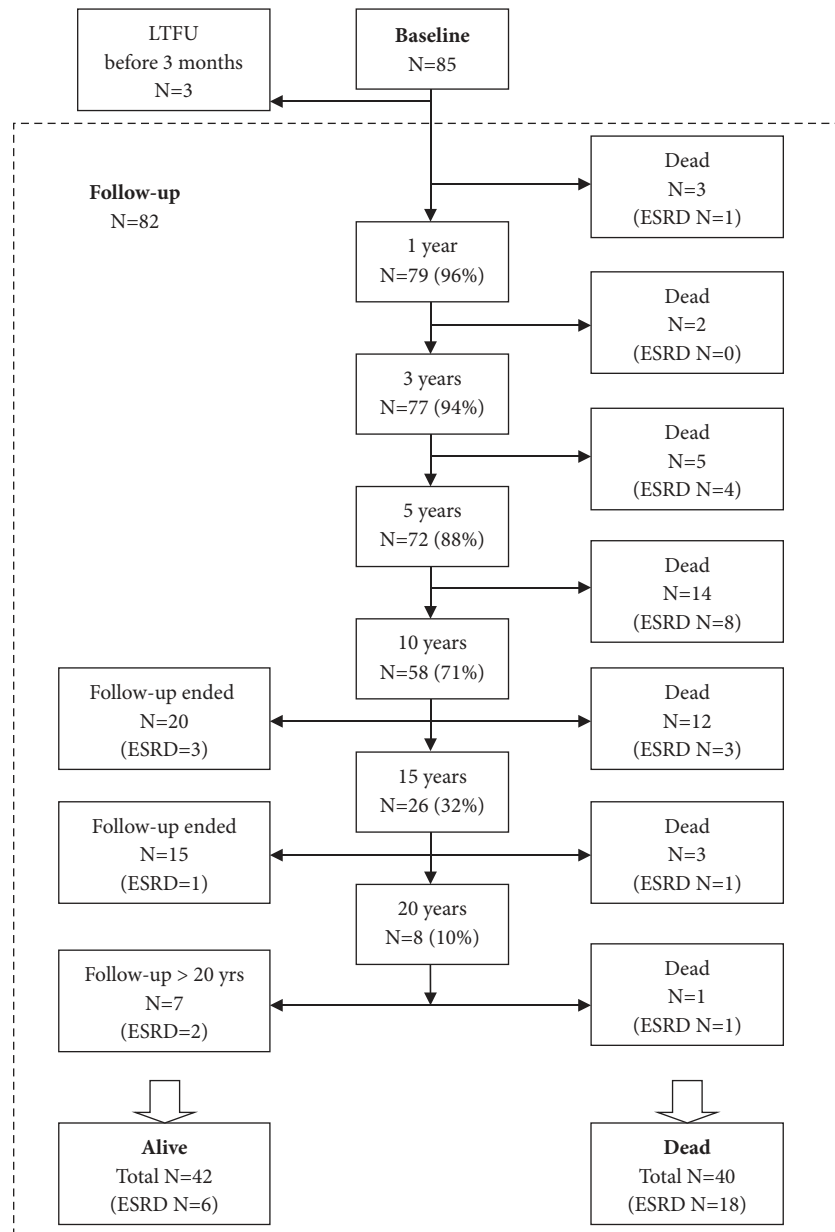 LTFU
before 3 months
N=3
Baseline
N=85
Follow-up
N=82
Dead
N=3
(ESRD N=1)
1 year
N=79 (96%)
Dead
N=2
(ESRD N=0)
3 years
N=77 (94%)
Dead
N=5
(ESRD N=4)
5 years
N=72 (88%)
Dead
N=14
(ESRD N=8)
10 years
N=58 (71%)
Follow-up ended
N=20
(ESRD=3)
Dead
N=12
(ESRD N=3)
15 years
N=26 (32%)
Follow-up ended
N=15
(ESRD=1)
Dead
N=3
(ESRD N=1)
20 years
N=8 (10%)
Follow-up > 20 yrs
N=7
(ESRD=2)
Dead
N=1
(ESRD N=1)
Alive
Total N=42
(ESRD N=6)
Dead
Total N=40
(ESRD N=18)